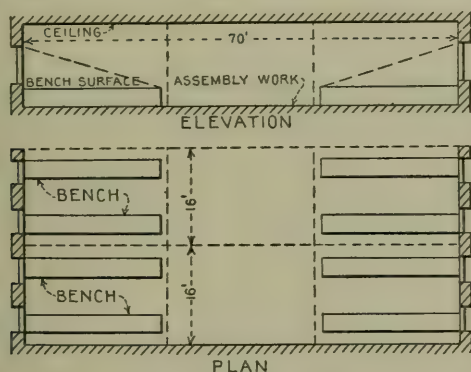 CEILING
70'
BENCH SURFACE
ASSEMBLY WORK
ELEVATION
BENCH
16'
BENCH
16'
PLAN